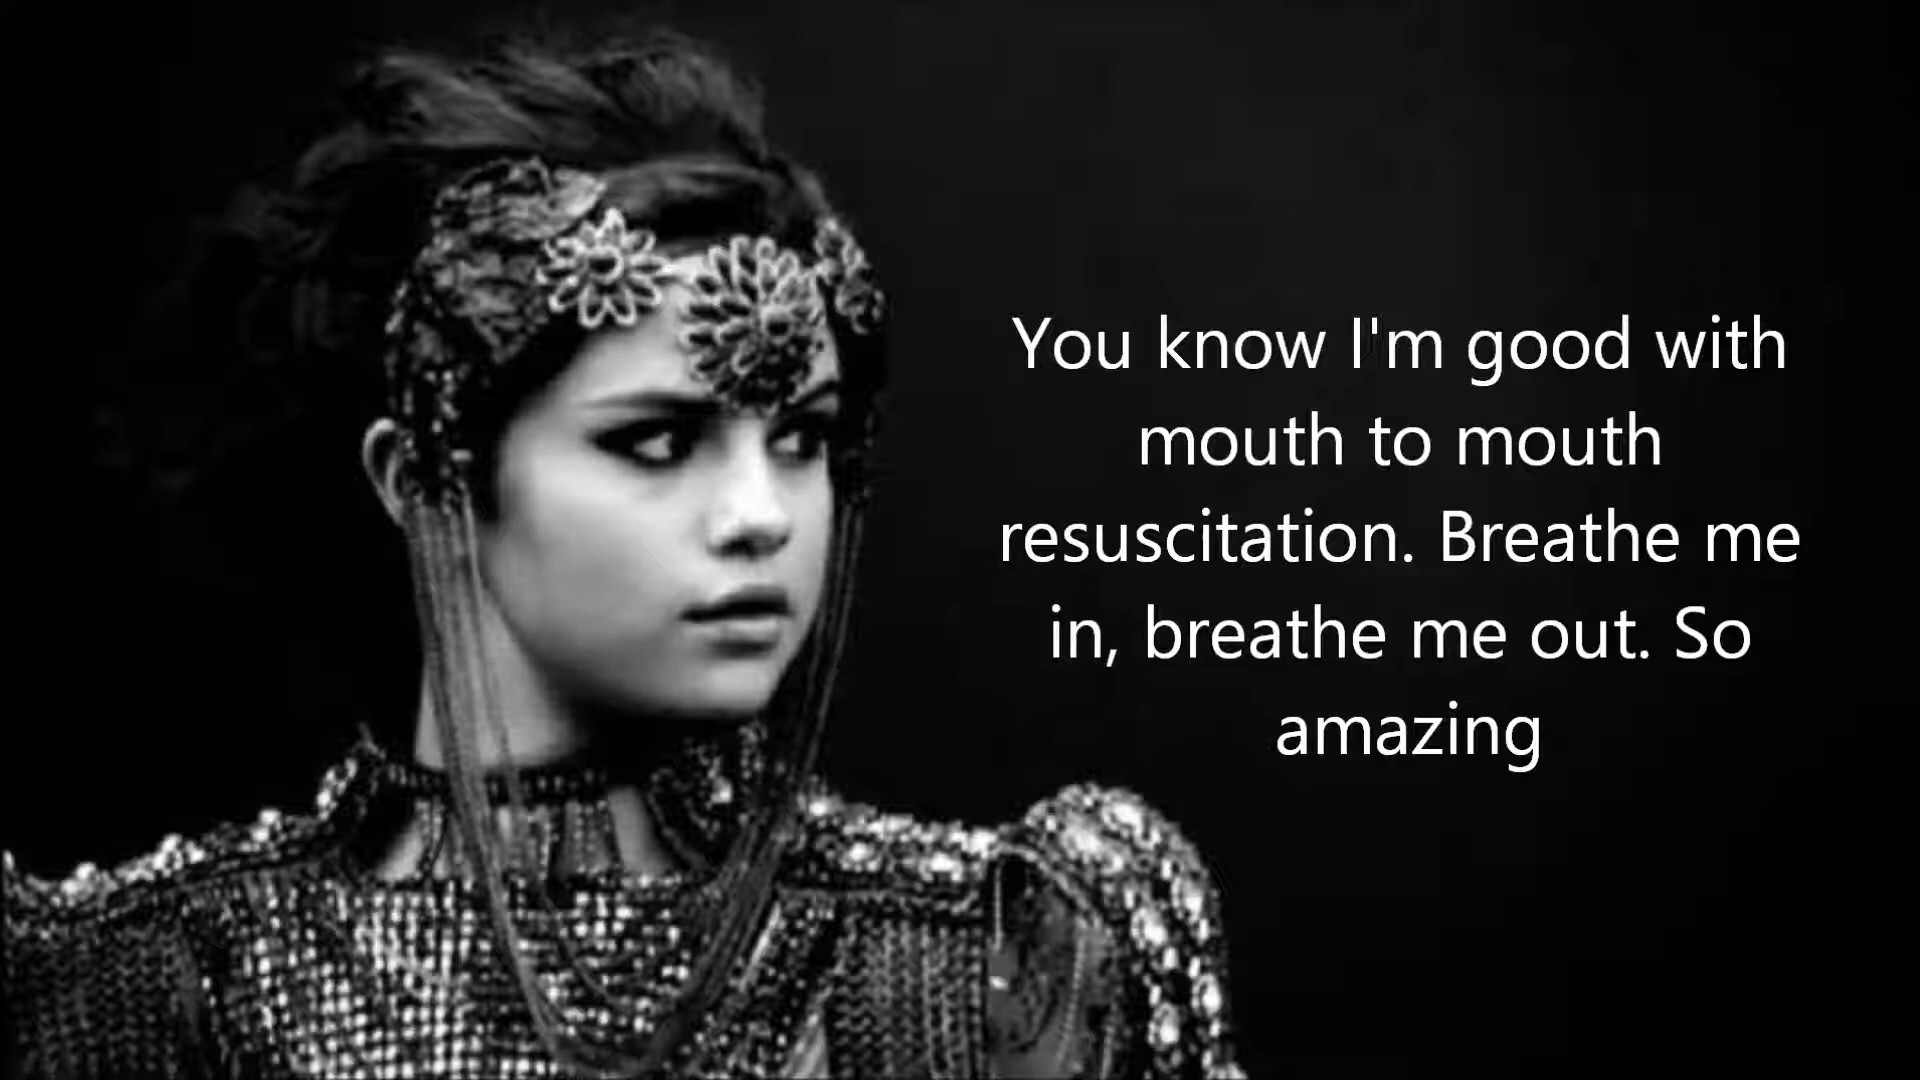 You know I'm good with
mouth to mouth
resuscitation. Breathe me
in, breathe me out. So
amazing